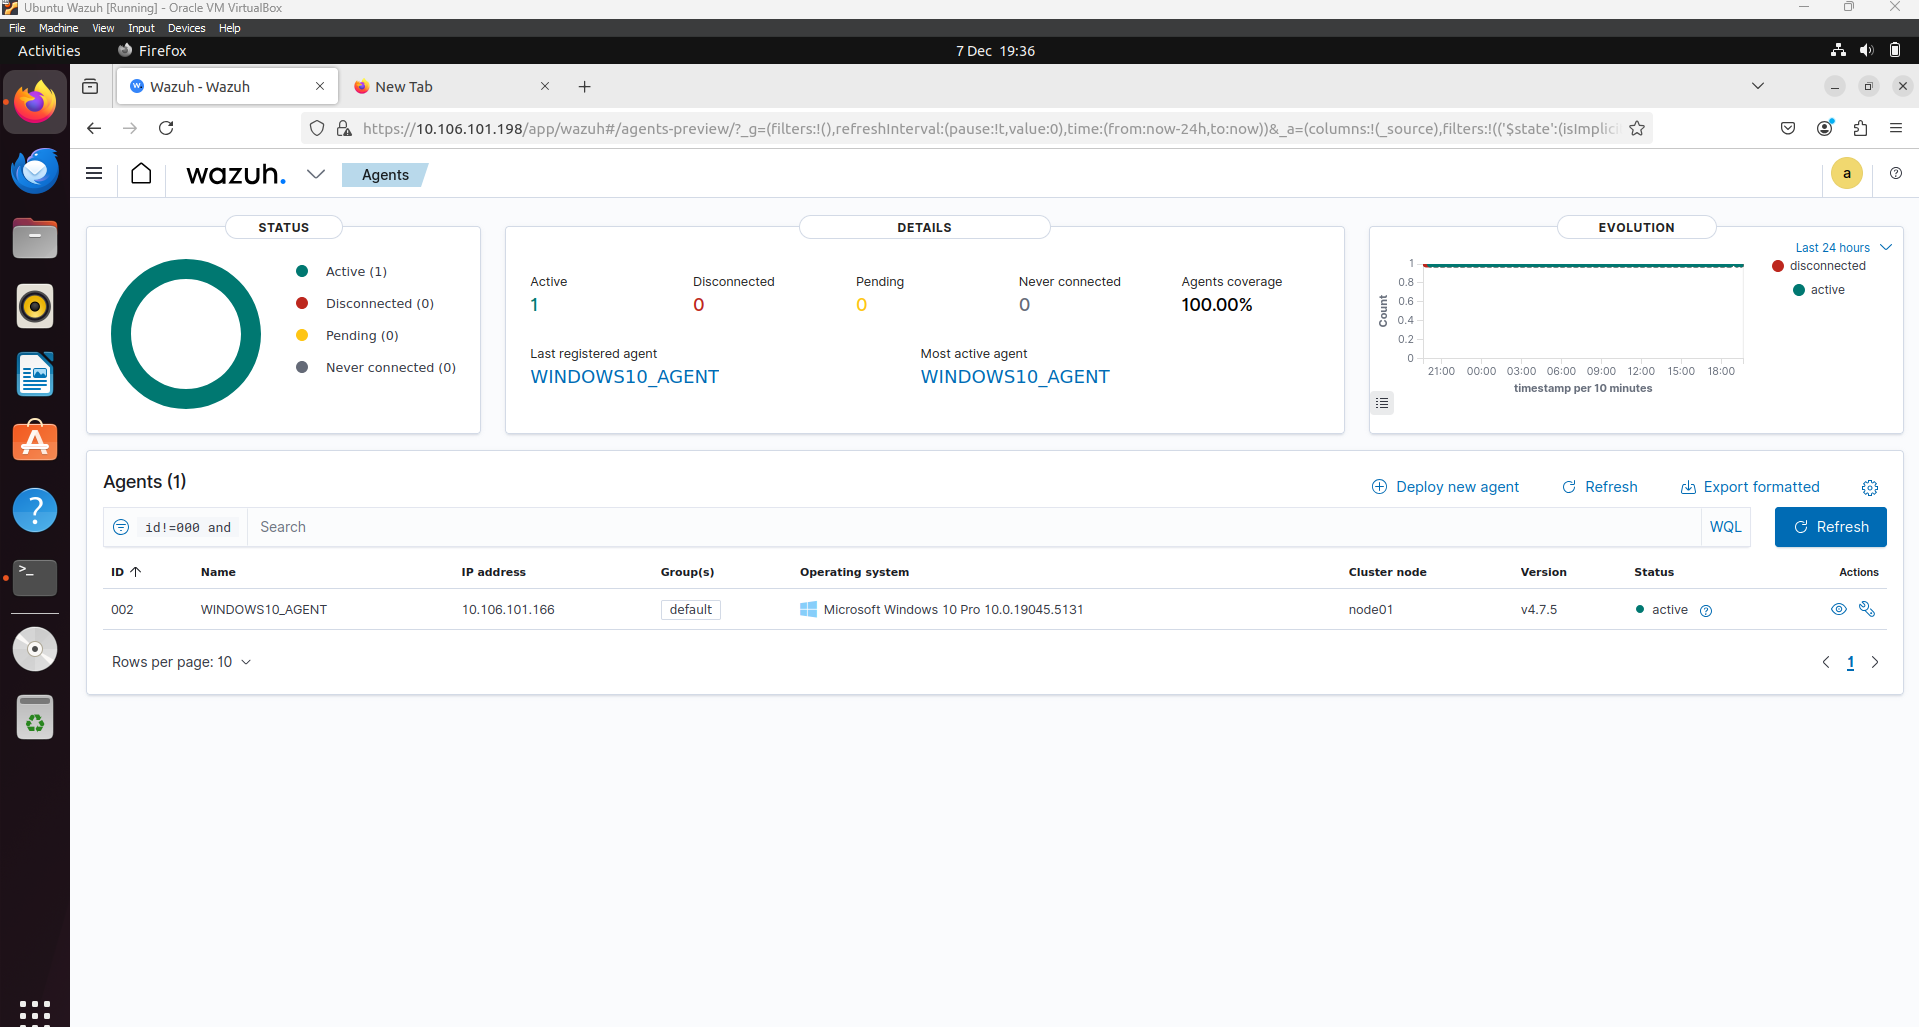 Ubuntu Wazuh [Running] - Oracle VM VirtualBox
File Machine View Input Devices Help
Activities Firefox 7 Dec 19:36
Wazuh - Wazuh New Tab
https://10.106.101.198/app/wazuh#/agents-preview/?_g=(filters:!(),refreshInterval:(pause:!t,value:0),time:(from:now-24h,to:now))&_a=(columns:!(_source),filters:!(('$state':(isImplici
wazuh. Agents a
STATUS
Active (1)
Disconnected (0)
Pending (0)
Never connected (0)
DETAILS
Active Disconnected Pending Never connected Agents coverage
1 0 0 0 100.00%
Last registered agent Most active agent
WINDOWS10_AGENT WINDOWS10_AGENT
EVOLUTION
Last 24 hours
disconnected
active
Count
1
0.8
0.6
0.4
0.2
0
21:00 00:00 03:00 06:00 09:00 12:00 15:00 18:00
timestamp per 10 minutes
Agents (1)
Deploy new agent Refresh Export formatted
id!=000 and Search WQL Refresh
ID Name IP address Group(s) Operating system Cluster node Version Status Actions
002 WINDOWS10_AGENT 10.106.101.166 default Microsoft Windows 10 Pro 10.0.19045.5131 node01 v4.7.5 active
Rows per page: 10 1